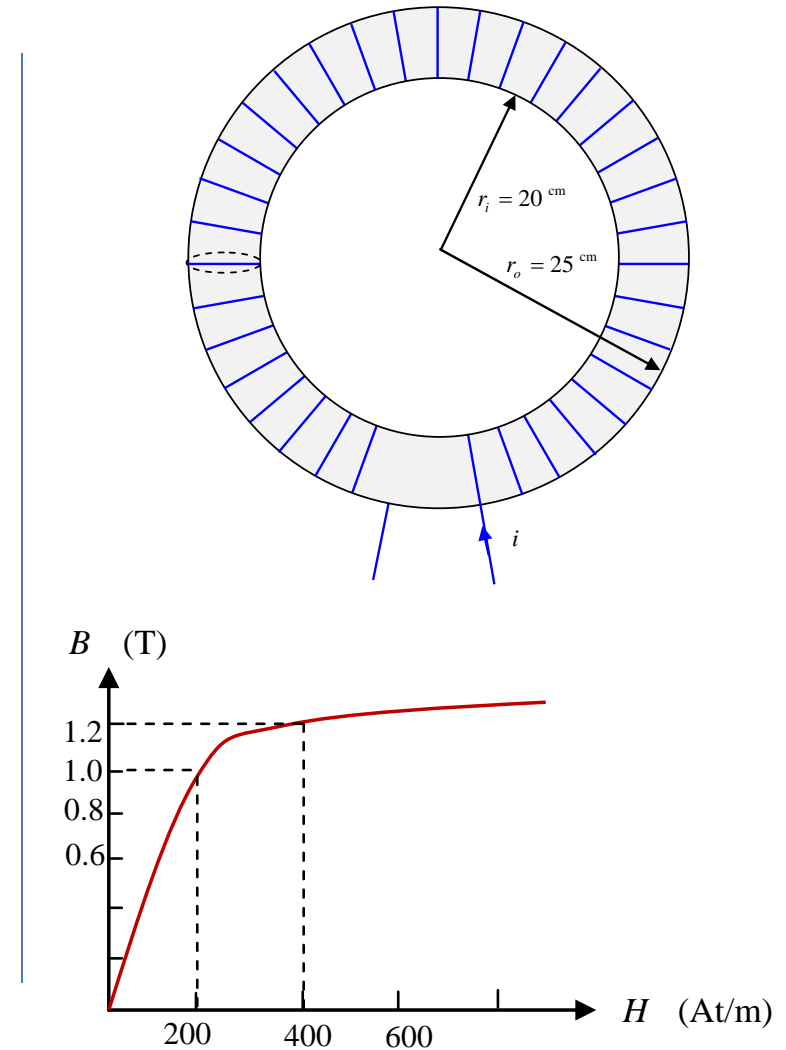 r_i = 20 cm
r_o = 25 cm
i
B (T)
1.2
1.0
0.8
0.6
200 400 600
H (At/m)